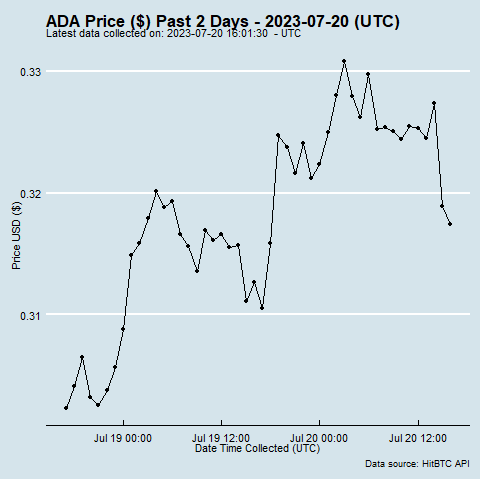 ADA Price ($) Past 2 Days - 2023-07-20 (UTC)
Latest data collected on: 2023-07-20 16:01:30 - UTC
0.33
0.32
0.31
Price USD ($)
Jul 19 00:00 Jul 19 12:00 Jul 20 00:00 Jul 20 12:00
Date Time Collected (UTC)
Data source: HitBTC API